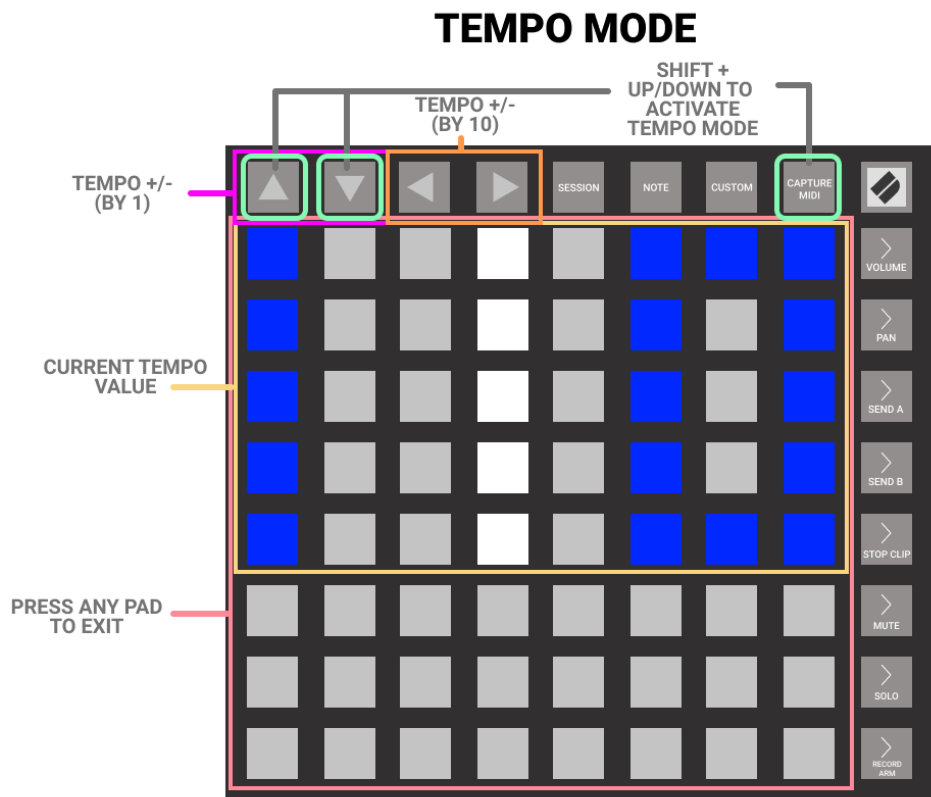 TEMPO MODE
SHIFT +
UP/DOWN TO
ACTIVATE
TEMPO MODE
TEMPO +/-
(BY 10)
TEMPO +/-
(BY 1)
SESSION
NOTE
CUSTOM
CAPTURE
MIDI
VOLUME
PAN
CURRENT TEMPO
VALUE
SEND A
SEND B
STOP CLIP
PRESS ANY PAD
TO EXIT
MUTE
SOLO
RECORD
ARM